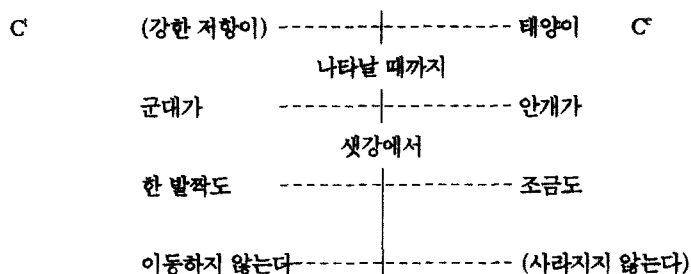 Cᵗ (강한 저항이) 태양이 Cᵉ
나타날 때까지
군대가 안개가
샛강에서
한 발짝도 조금도
이동하지 않는다 (사라지지 않는다)